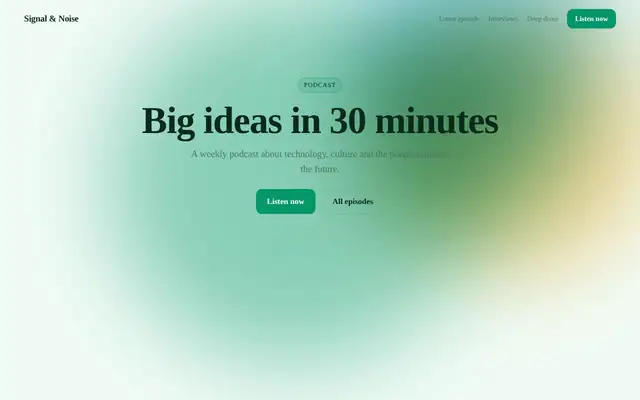 Signal & Noise
Latest episode Interviews Deep dives Listen now
PODCAST
Big ideas in 30 minutes
A weekly podcast about technology, culture and the people
the future.
Listen now All episodes